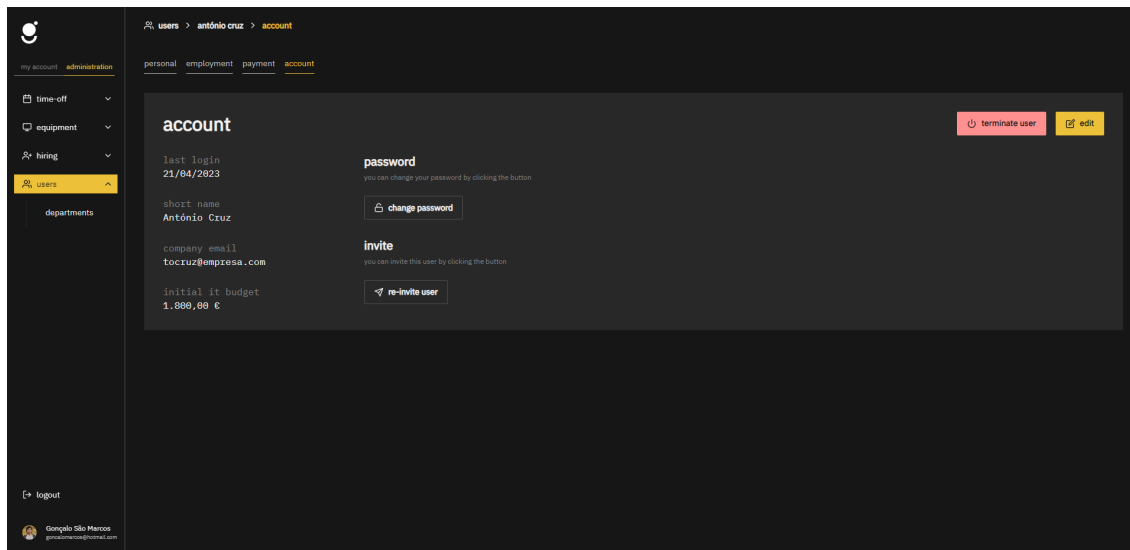 users > antónio cruz > account
my account administration
personal employment payment account
time-off
equipment
hiring
users
departments
account
terminate user
edit
last login
21/04/2023
short name
António Cruz
company email
tocruz@empresa.com
initial it budget
1.800,00 €
password
you can change your password by clicking the button
change password
invite
you can invite this user by clicking the button
re-invite user
logout
Gonçalo São Marcos
goncalomarcos@hotmail.com